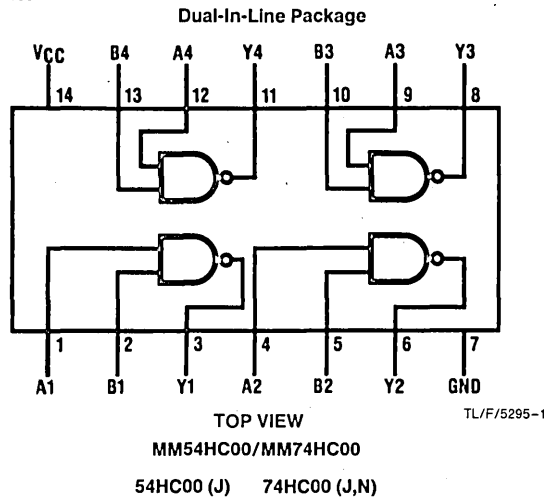 Dual-In-Line Package
VCC B4 A4 Y4 B3 A3 Y3
14 13 12 11 10 9 8
1 2 3 4 5 6 7
A1 B1 Y1 A2 B2 Y2 GND
TL/F/5295-1
TOP VIEW
MM54HC00/MM74HC00
54HC00 (J) 74HC00 (J,N)